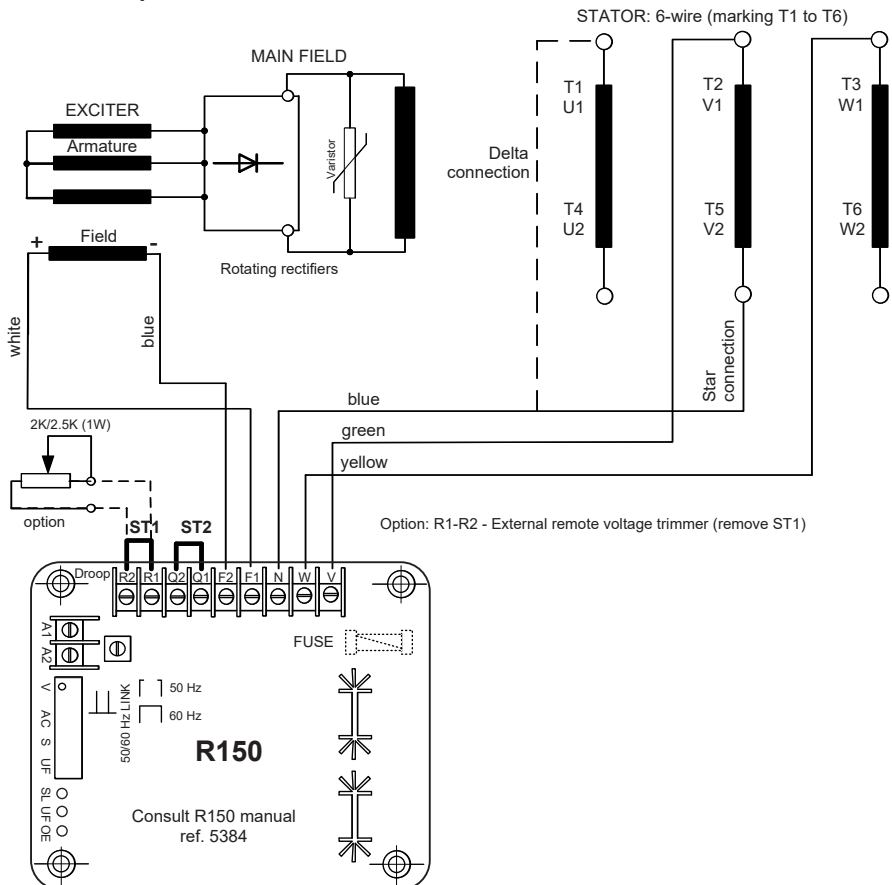 STATOR: 6-wire (marking T1 to T6)
MAIN FIELD
EXCITER
Armature
Varistor
T1
U1
T2
V1
T3
W1
Delta
connection
T4
U2
T5
V2
T6
W2
+
Field
-
Rotating rectifiers
white
blue
Star
connection
blue
green
yellow
2K/2.5K (1W)
option
ST1
ST2
Option: R1-R2 - External remote voltage trimmer (remove ST1)
Droop
R2
R1
Q2
Q1
F2
F1
N
W
V
A1
A2
FUSE
V
AC
S
UF
50/60 Hz LINK
50 Hz
60 Hz
R150
SL
UF
OE
Consult R150 manual
ref. 5384